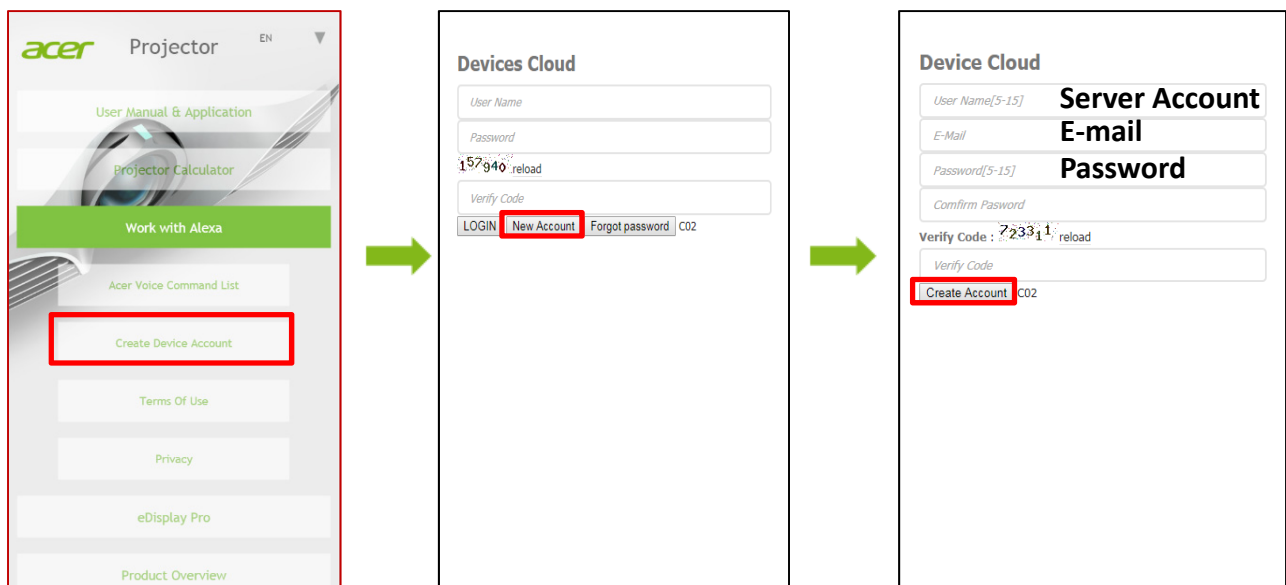 acer Projector EN
User Manual & Application
Projector Calculator
Work with Alexa
Acer Voice Command List
Create Device Account
Terms Of Use
Privacy
eDisplay Pro
Product Overview
Devices Cloud
User Name
Password
157940 reload
Verify Code
LOGIN New Account Forgot password C02
Device Cloud
User Name[5-15] Server Account
E-Mail E-mail
Password[5-15] Password
Comfirm Pasword
Verify Code : 723311 reload
Verify Code
Create Account C02